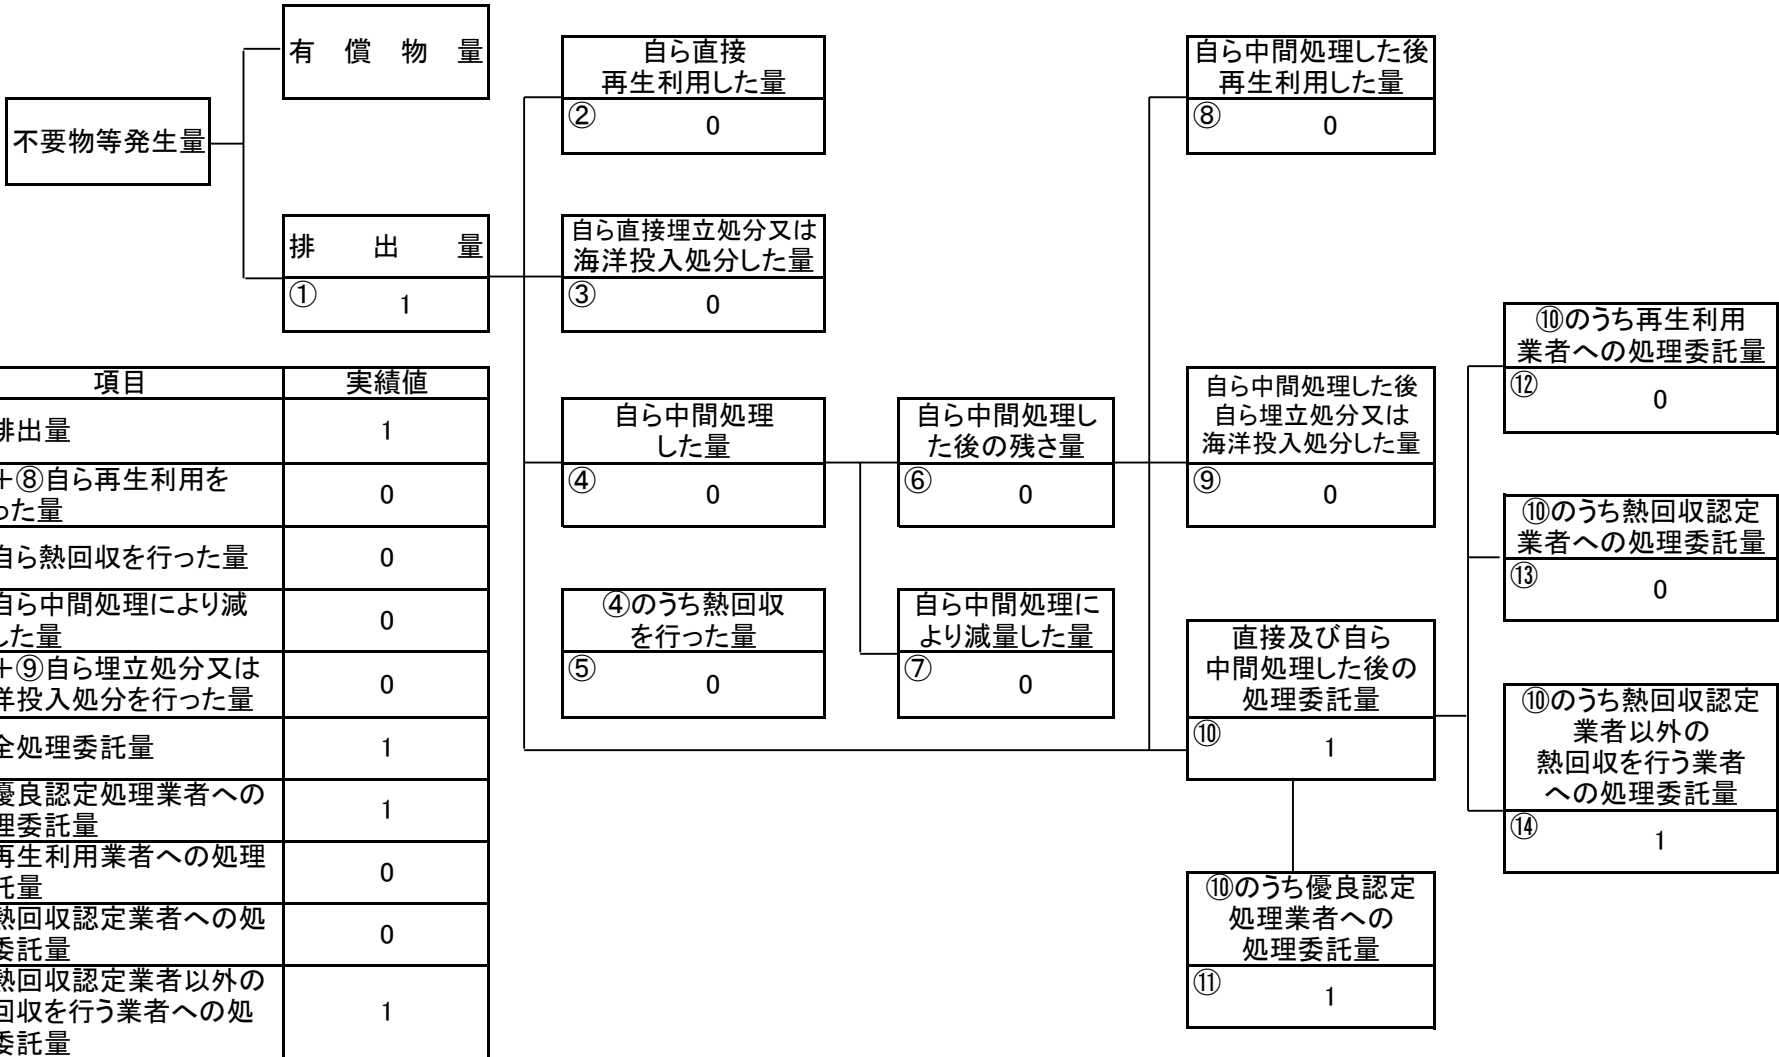 有償物量
不要物等発生量
排出量
①
1
自ら直接
再生利用した量
②
0
自ら直接埋立処分又は
海洋投入処分した量
③
0
自ら中間処理
した量
④
0
④のうち熱回収
を行った量
⑤
0
自ら中間処理し
た後の残さ量
⑥
0
自ら中間処理に
より減量した量
⑦
0
自ら中間処理した後
再生利用した量
⑧
0
自ら中間処理した後
自ら埋立処分又は
海洋投入処分した量
⑨
0
直接及び自ら
中間処理した後の
処理委託量
⑩
1
⑩のうち優良認定
処理業者への
処理委託量
⑪
1
⑩のうち再生利用
業者への処理委託量
⑫
0
⑩のうち熱回収認定
業者への処理委託量
⑬
0
⑩のうち熱回収認定
業者以外の
熱回収を行う業者
への処理委託量
⑭
1
項目 実績値
排出量 1
+⑧自ら再生利用を
った量
0
自ら熱回収を行った量 0
自ら中間処理により減
した量
0
+⑨自ら埋立処分又は
洋投入処分を行った量
0
全処理委託量 1
優良認定処理業者への
理委託量
1
再生利用業者への処理
託量
0
熱回収認定業者への処
委託量
0
熱回収認定業者以外の
回収を行う業者への処
委託量
1